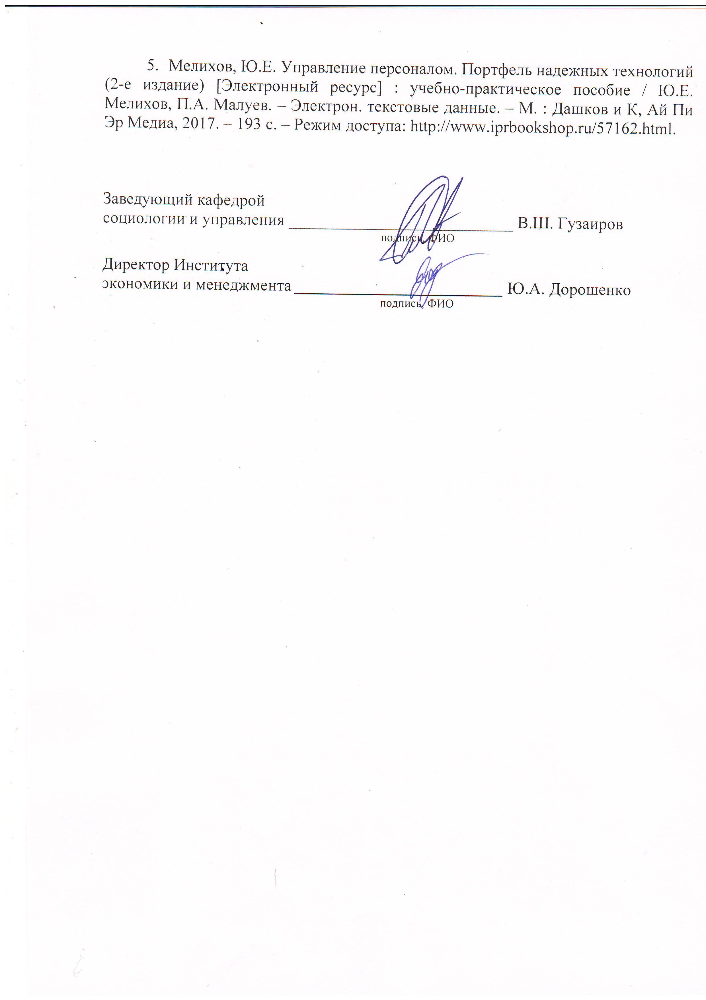 5. Мелихов, Ю.Е. Управление персоналом. Портфель надежных технологий
(2-е издание) [Электронный ресурс] : учебно-практическое пособие / Ю.Е.
Мелихов, П.А. Малуев. – Электрон. текстовые данные. – М. : Дашков и К, Ай Пи
Эр Медиа, 2017. – 193 с. – Режим доступа: http://www.iprbookshop.ru/57162.html.
Заведующий кафедрой
социологии и управления ___________________________ В.Ш. Гузаиров
подпись, ФИО
Директор Института
экономики и менеджмента _________________________ Ю.А. Дорошенко
подпись, ФИО